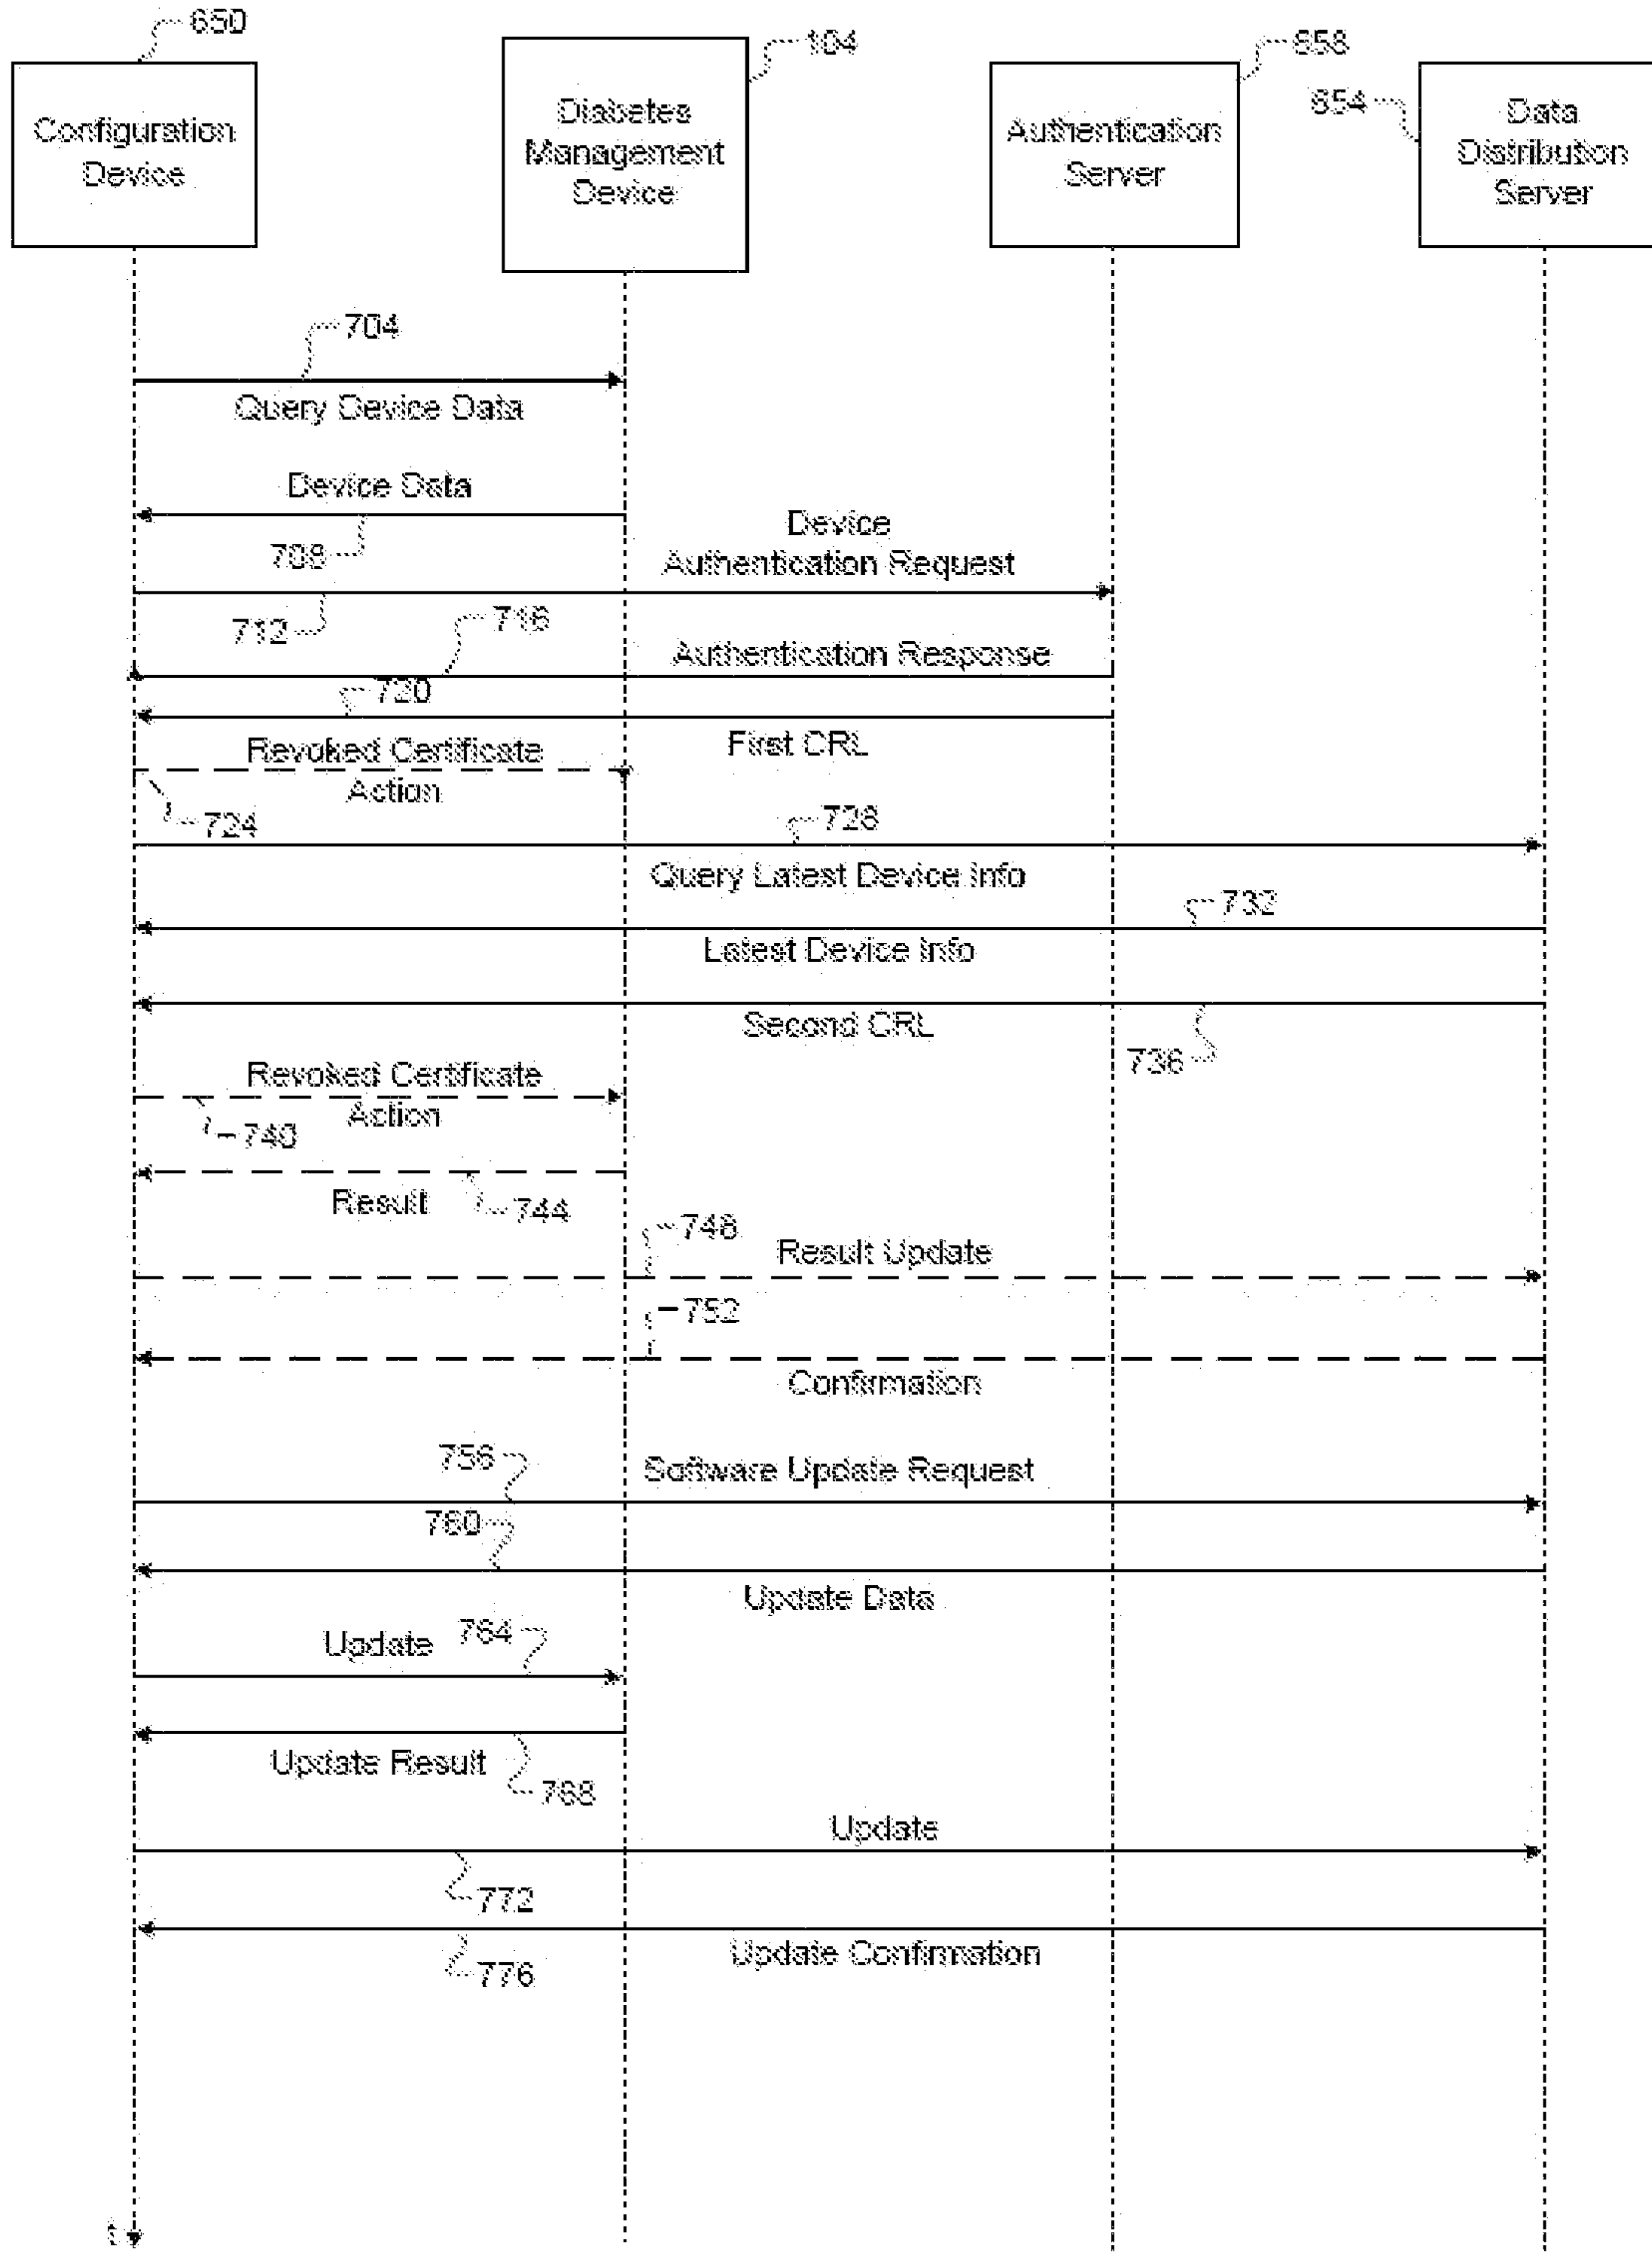 650
104
658
654
Configuration
Device
Diabetes
Management
Device
Authentication
Server
Data
Distribution
Server
704
Query Device Data
Device Data
708
Device
Authentication Request
712
716
Authentication Response
720
First CRL
Revoked Certificate
Action
724
728
Query Latest Device Info
732
Latest Device Info
Second CRL
736
Revoked Certificate
Action
740
Result
744
748
Result Update
752
Confirmation
756
Software Update Request
760
Update Data
Update
764
Update Result
768
Update
772
Update Confirmation
776
t